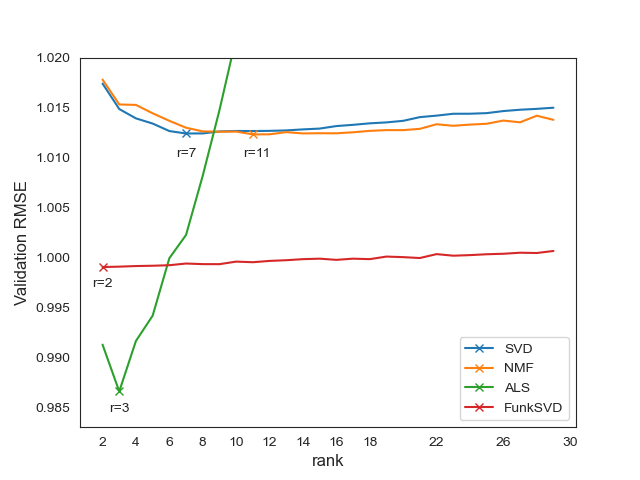 1.020
1.015
1.010
1.005
1.000
0.995
0.990
0.985
Validation RMSE
r=7
r=11
r=2
r=3
SVD
NMF
ALS
FunkSVD
2 4 6 8 10 12 14 16 18 22 26 30
rank